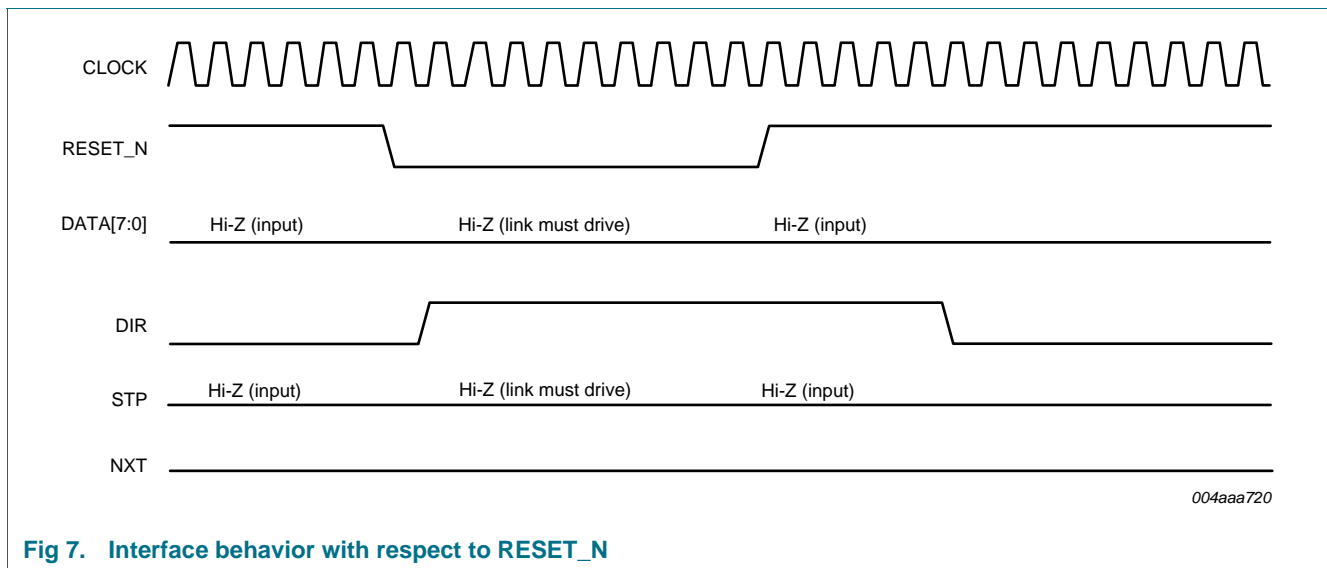 CLOCK
RESET_N
DATA[7:0] Hi-Z (input) Hi-Z (link must drive) Hi-Z (input)
DIR
STP Hi-Z (input) Hi-Z (link must drive) Hi-Z (input)
NXT
004aaa720
Fig 7. Interface behavior with respect to RESET_N